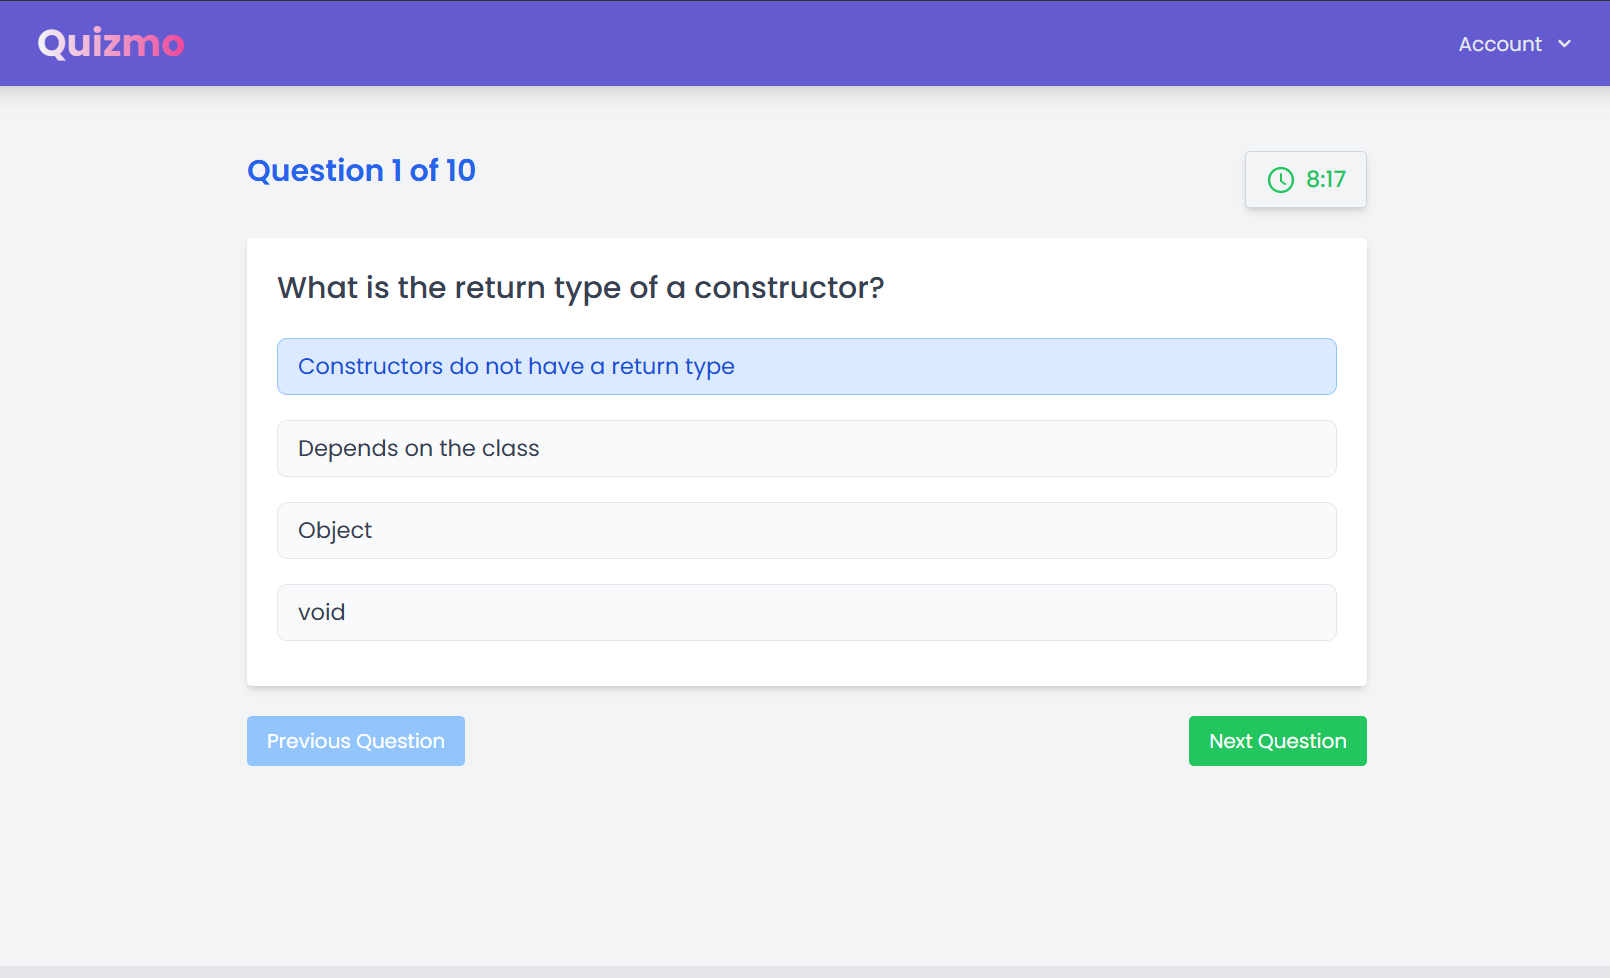 Quizmo
Account
Question 1 of 10
8:17
What is the return type of a constructor?
Constructors do not have a return type
Depends on the class
Object
void
Previous Question
Next Question